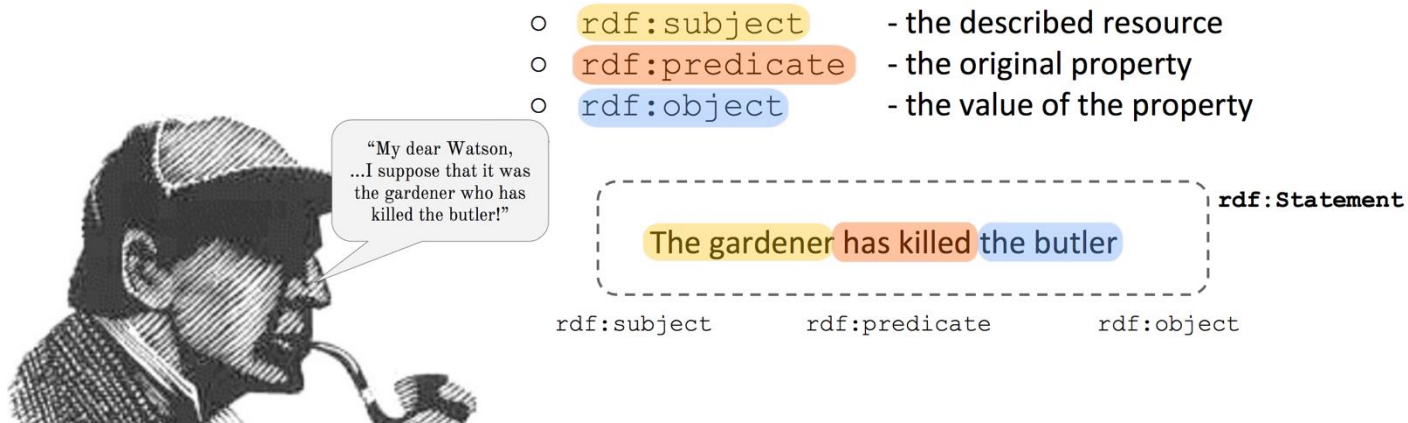 ○ rdf:subject - the described resource
○ rdf:predicate - the original property
○ rdf:object - the value of the property
“My dear Watson,
...I suppose that it was
the gardener who has
killed the butler!”
rdf:Statement
The gardener has killed the butler
rdf:subject rdf:predicate rdf:object